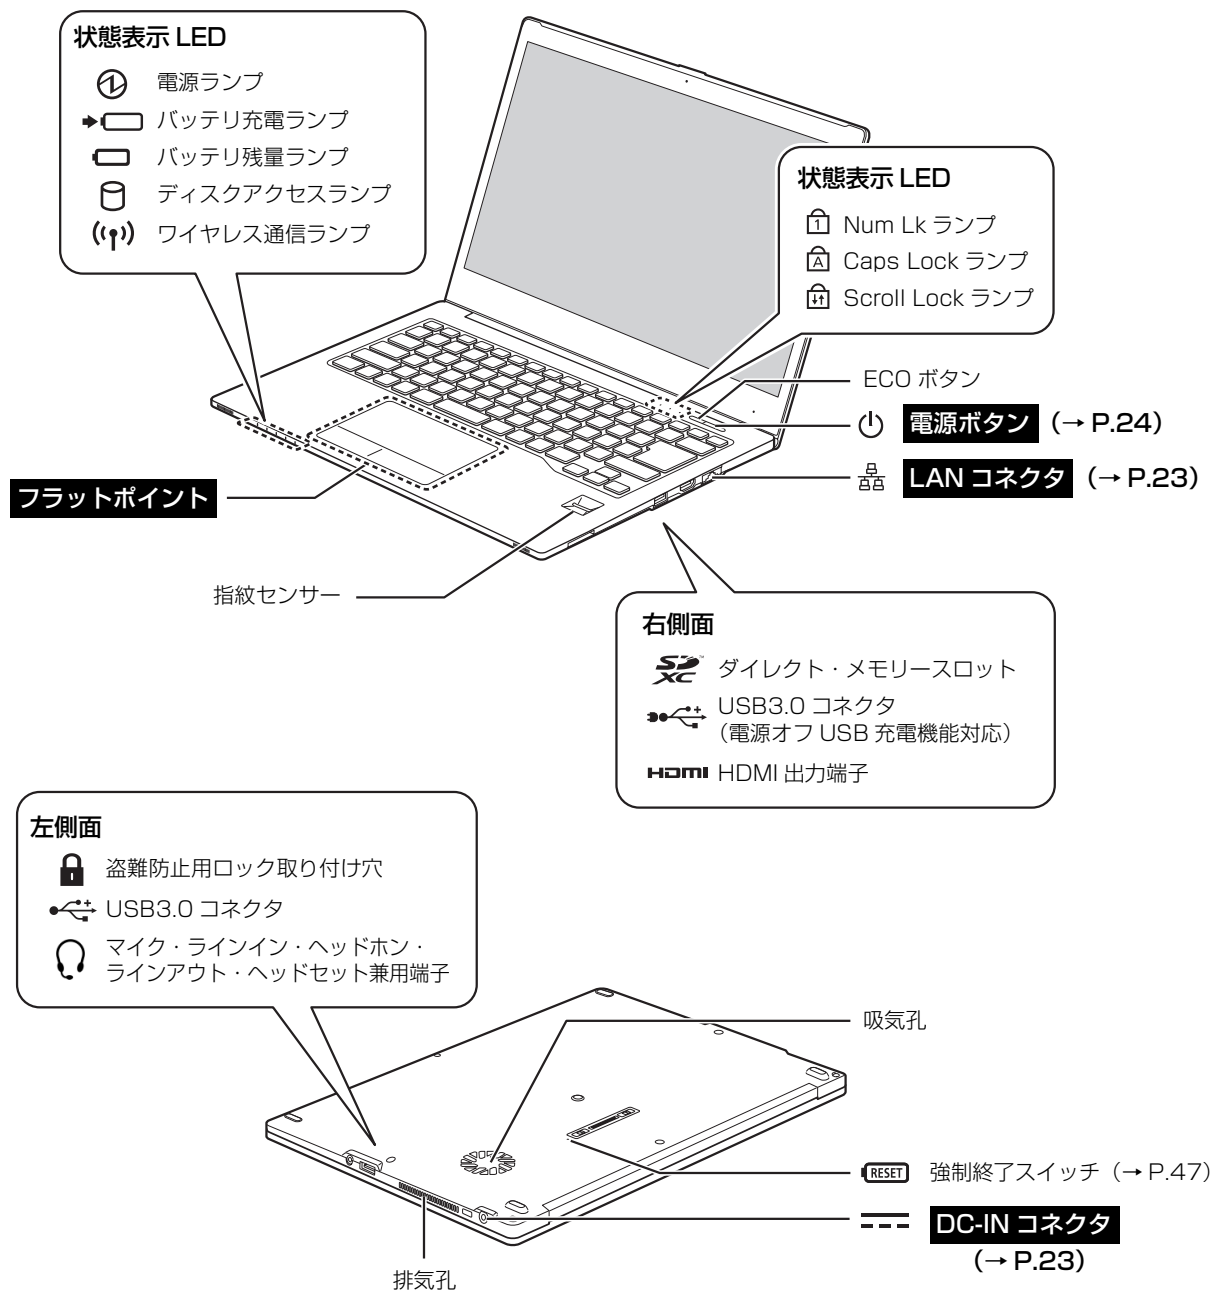 状態表示 LED
電源ランプ
バッテリ充電ランプ
バッテリ残量ランプ
ディスクアクセスランプ
ワイヤレス通信ランプ
状態表示 LED
1 Num Lk ランプ
A Caps Lock ランプ
Scroll Lock ランプ
ECO ボタン
電源ボタン（→ P.24）
LAN コネクタ（→ P.23）
フラットポイント
指紋センサー
右側面
SD XC™ ダイレクト・メモリースロット
USB3.0 コネクタ
（電源オフ USB 充電機能対応）
HDMI HDMI 出力端子
左側面
盗難防止用ロック取り付け穴
USB3.0 コネクタ
マイク・ラインイン・ヘッドホン・
ラインアウト・ヘッドセット兼用端子
吸気孔
RESET 強制終了スイッチ（→ P.47）
DC-IN コネクタ
（→ P.23）
排気孔